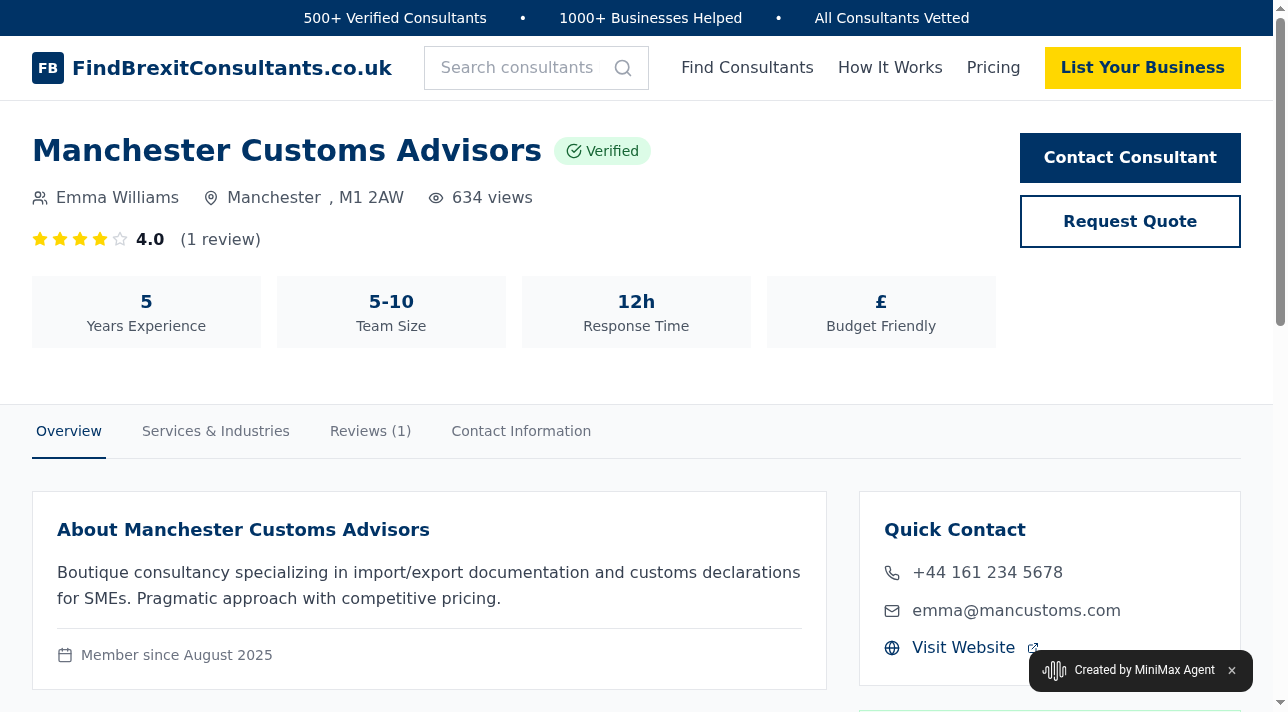 500+ Verified Consultants • 1000+ Businesses Helped • All Consultants Vetted
FB FindBrexitConsultants.co.uk Search consultants Find Consultants How It Works Pricing List Your Business
Manchester Customs Advisors Verified
Contact Consultant
Emma Williams Manchester , M1 2AW 634 views
Request Quote
4.0 (1 review)
5 5-10 12h £
Years Experience Team Size Response Time Budget Friendly
Overview Services & Industries Reviews (1) Contact Information
About Manchester Customs Advisors
Boutique consultancy specializing in import/export documentation and customs declarations
for SMEs. Pragmatic approach with competitive pricing.
Member since August 2025
Quick Contact
+44 161 234 5678
emma@mancustoms.com
Visit Website
Created by MiniMax Agent ×